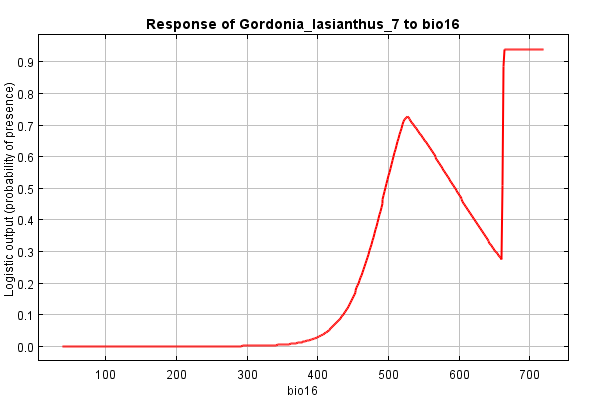 Response of Gordonia_lasianthus_7 to bio16
Logistic output (probability of presence)
0.9
0.8
0.7
0.6
0.5
0.4
0.3
0.2
0.1
0.0
100 200 300 400 500 600 700
bio16